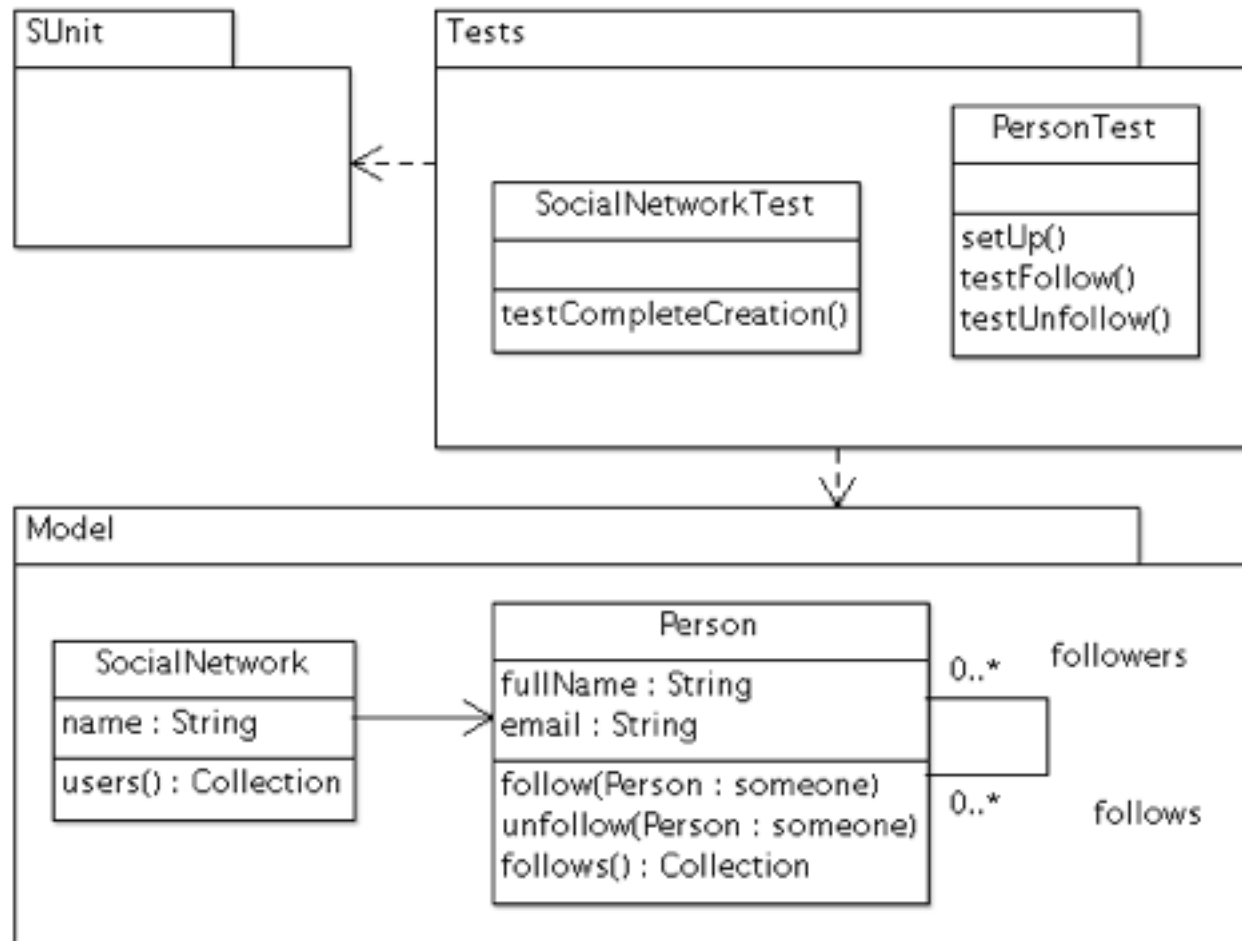 SUnit
Tests
PersonTest
setUp()
testFollow()
testUnfollow()
SocialNetworkTest
testCompleteCreation()
Model
SocialNetwork
name : String
users() : Collection
Person
fullName : String
email : String
follow(Person : someone)
unfollow(Person : someone)
follows() : Collection
0..* followers
0..* follows